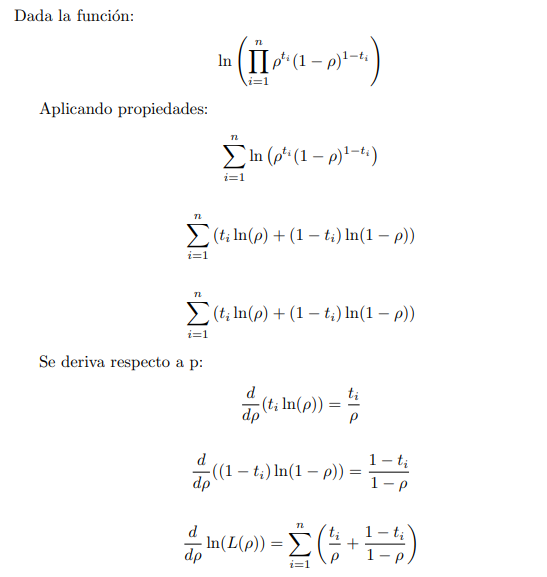 Dada la función:
ln ( ∏_{i=1}^{n} ρ^{t_i} (1 − ρ)^{1−t_i} )
Aplicando propiedades:
∑_{i=1}^{n} ln (ρ^{t_i} (1 − ρ)^{1−t_i})
∑_{i=1}^{n} (t_i ln(ρ) + (1 − t_i) ln(1 − ρ))
∑_{i=1}^{n} (t_i ln(ρ) + (1 − t_i) ln(1 − ρ))
Se deriva respecto a p:
d/dρ (t_i ln(ρ)) = t_i/ρ
d/dρ ((1 − t_i) ln(1 − ρ)) = (1 − t_i)/(1 − ρ)
d/dρ ln(L(ρ)) = ∑_{i=1}^{n} ( t_i/ρ + (1 − t_i)/(1 − ρ) )